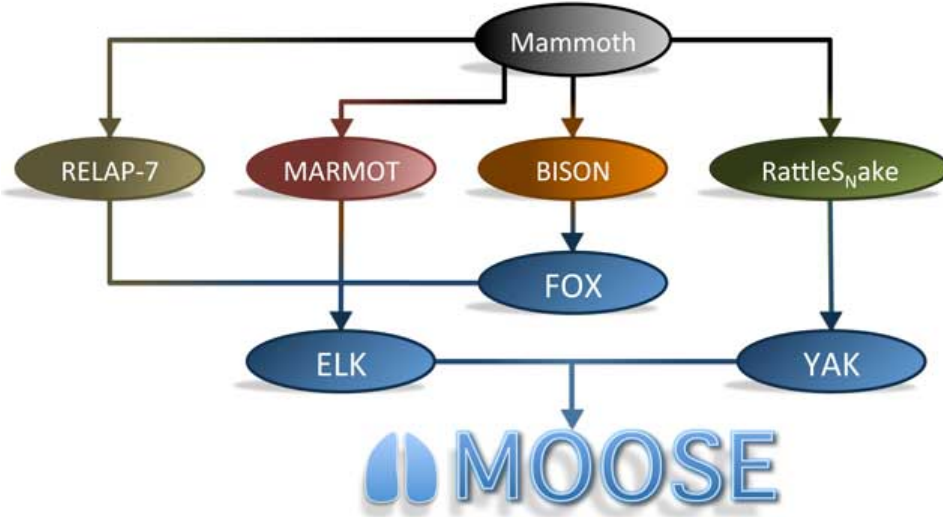 Mammoth
RELAP-7
MARMOT
BISON
RattleSNake
FOX
ELK
YAK
MOOSE